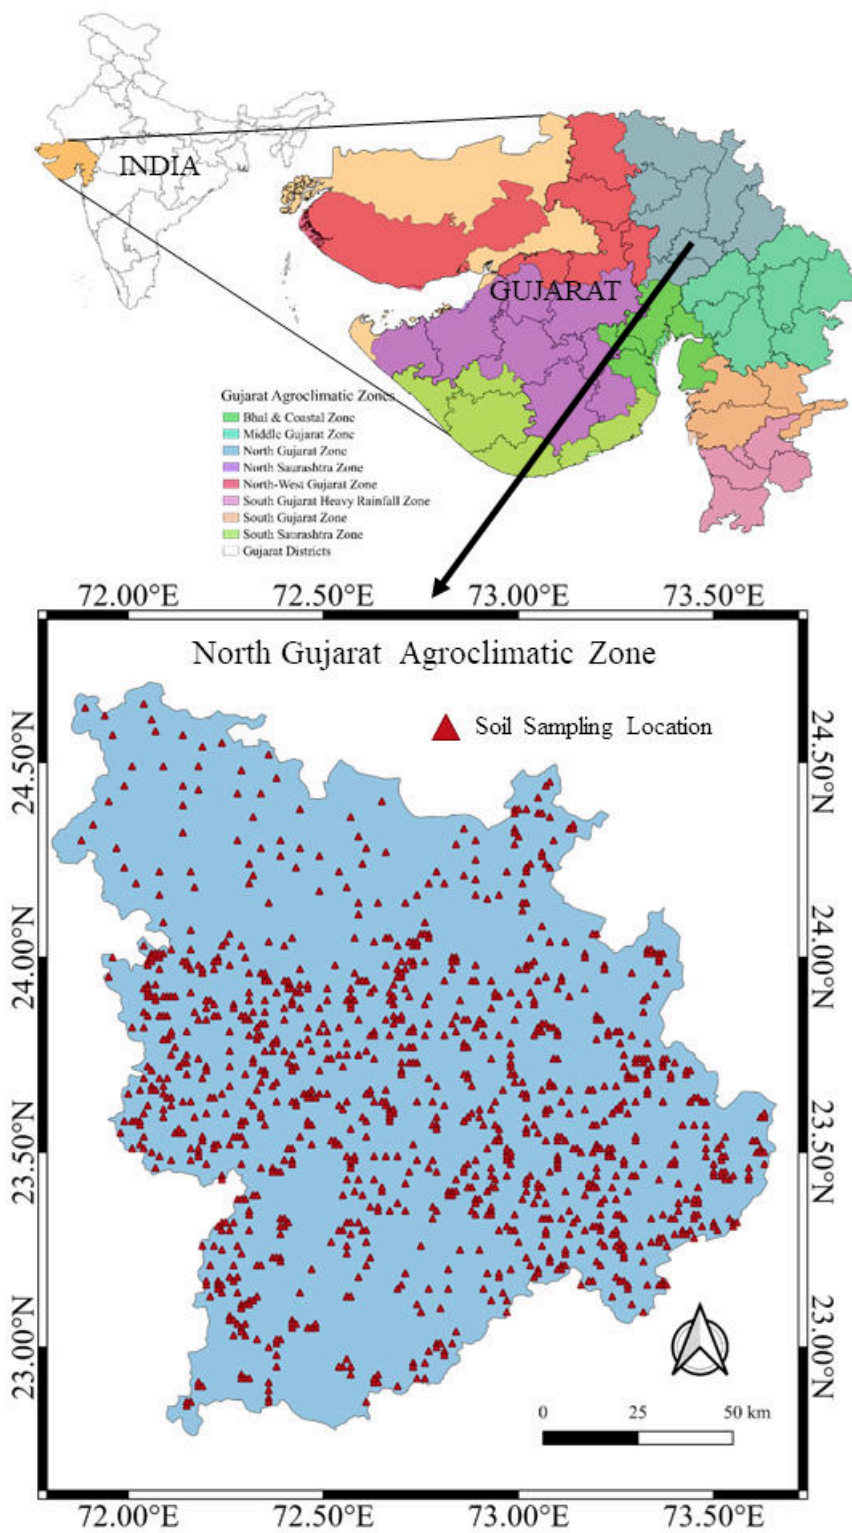 INDIA
GUJARAT
Gujarat Agroclimatic Zones
Bhal & Coastal Zone
Middle Gujarat Zone
North Gujarat Zone
North Saurashtra Zone
North-West Gujarat Zone
South Gujarat Heavy Rainfall Zone
South Gujarat Zone
South Saurashtra Zone
Gujarat Districts
72.00°E 72.50°E 73.00°E 73.50°E
North Gujarat Agroclimatic Zone
Soil Sampling Location
24.50°N 24.50°N
24.00°N 24.00°N
23.50°N 23.50°N
23.00°N 23.00°N
0 25 50 km
72.00°E 72.50°E 73.00°E 73.50°E